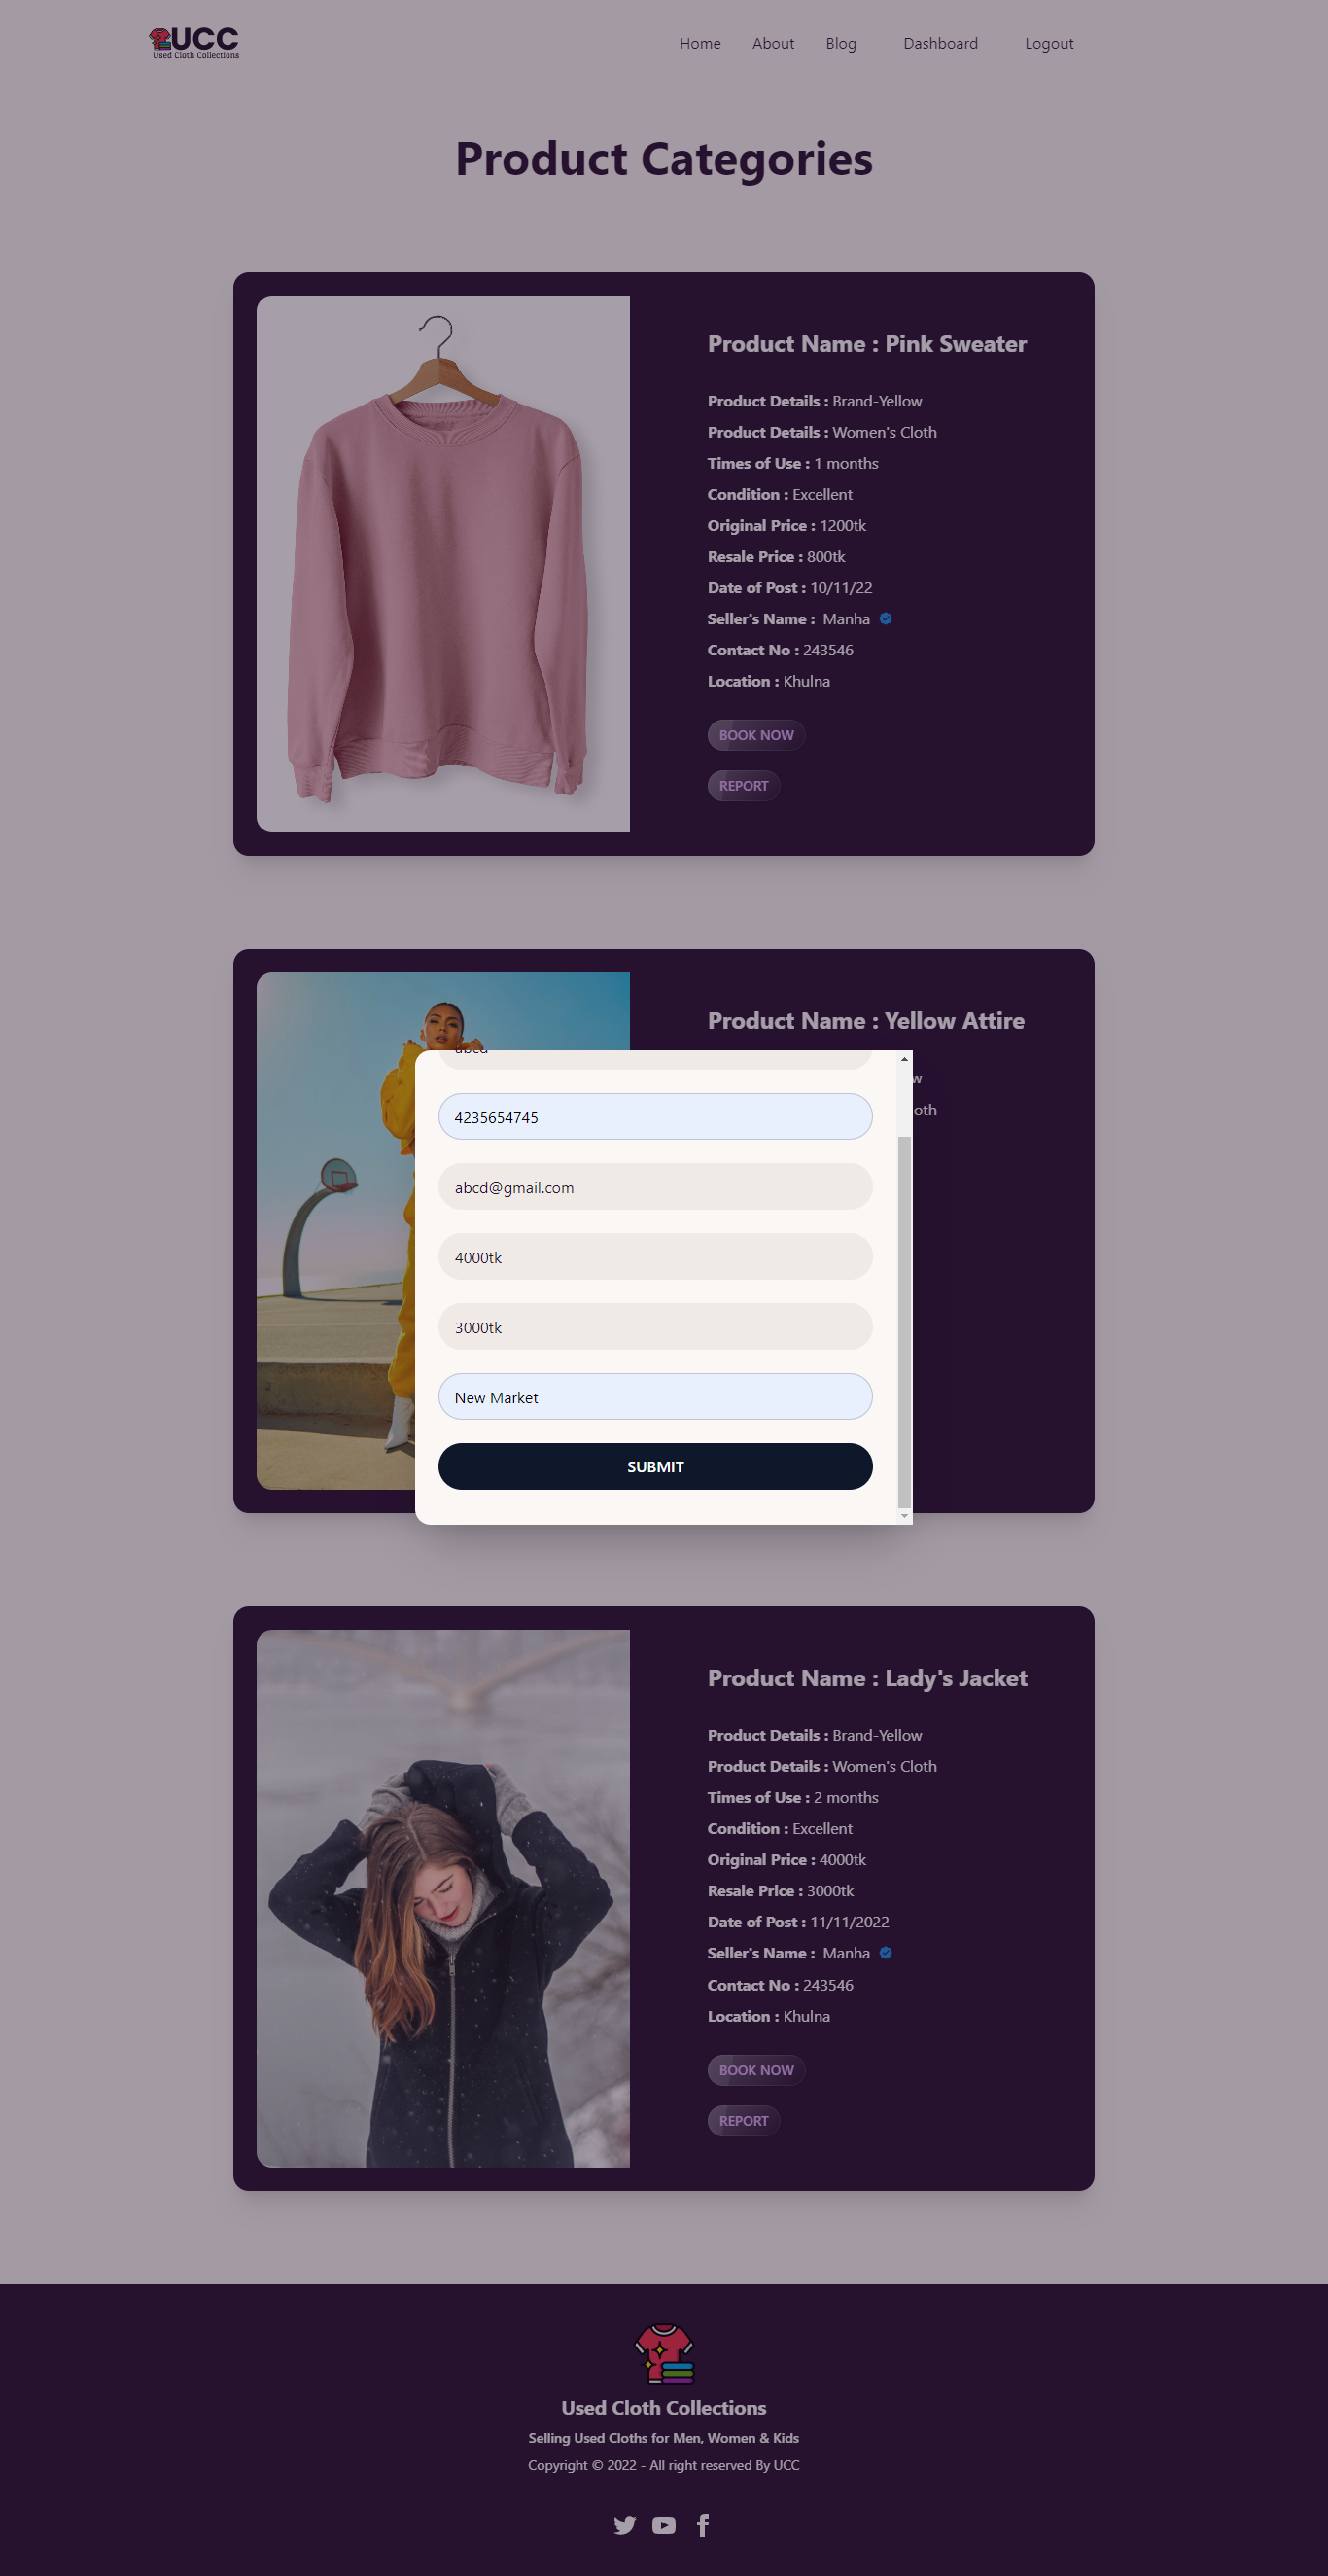 UCC
Used Cloth Collections
Home About Blog Dashboard Logout
Product Categories
Product Name : Pink Sweater
Product Details : Brand-Yellow
Product Details : Women's Cloth
Times of Use : 1 months
Condition : Excellent
Original Price : 1200tk
Resale Price : 800tk
Date of Post : 10/11/22
Seller's Name : Manha
Contact No : 243546
Location : Khulna
BOOK NOW
REPORT
Product Name : Yellow Attire
abcd
4235654745
abcd@gmail.com
4000tk
3000tk
New Market
SUBMIT
Product Name : Lady's Jacket
Product Details : Brand-Yellow
Product Details : Women's Cloth
Times of Use : 2 months
Condition : Excellent
Original Price : 4000tk
Resale Price : 3000tk
Date of Post : 11/11/2022
Seller's Name : Manha
Contact No : 243546
Location : Khulna
BOOK NOW
REPORT
Used Cloth Collections
Selling Used Cloths for Men, Women & Kids
Copyright © 2022 - All right reserved By UCC